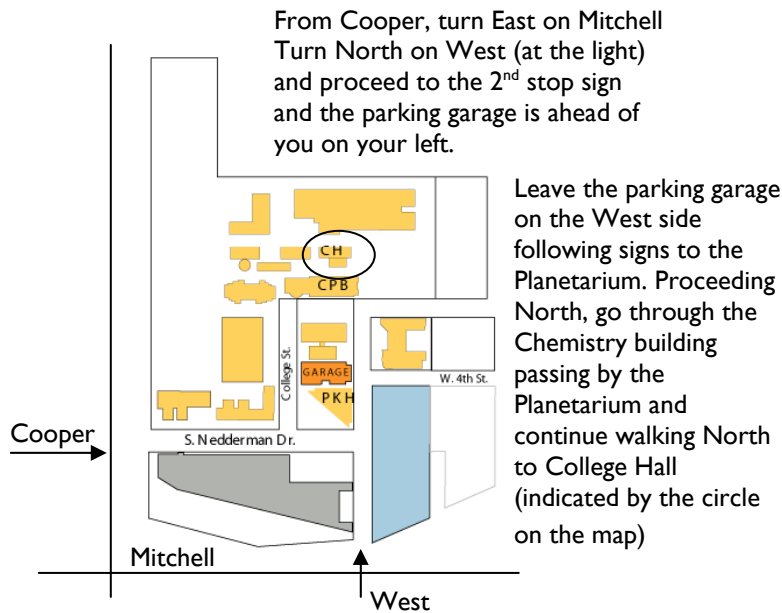 From Cooper, turn East on Mitchell
Turn North on West (at the light)
and proceed to the 2nd stop sign
and the parking garage is ahead of
you on your left.
Leave the parking garage
on the West side
following signs to the
Planetarium. Proceeding
North, go through the
Chemistry building
passing by the
Planetarium and
continue walking North
to College Hall
(indicated by the circle
on the map)
CH
CPB
College St.
GARAGE
W. 4th St.
PKH
S. Nedderman Dr.
Cooper
Mitchell
West